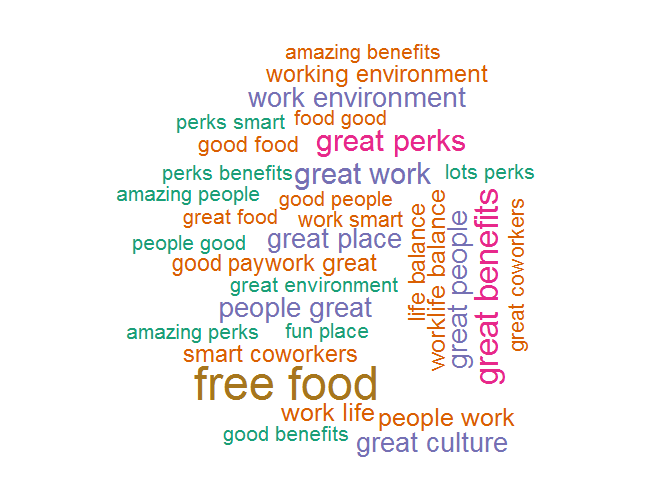 amazing benefits
working environment
work environment
perks smart
food good
good food
great perks
perks benefits
great work
lots perks
amazing people
good people
great food
work smart
people good
great place
good pay
work great
great environment
people great
amazing perks
fun place
smart coworkers
free food
work life
people work
good benefits
great culture
life balance
worklife balance
great people
great benefits
great coworkers